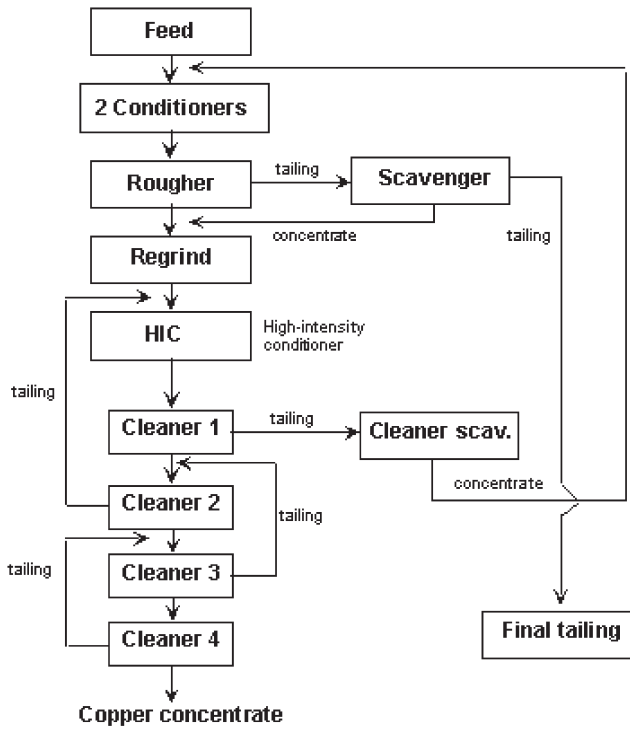 Feed
2 Conditioners
Rougher
tailing
Scavenger
concentrate
tailing
Regrind
HIC
High-intensity
conditioner
tailing
Cleaner 1
tailing
Cleaner scav.
concentrate
Cleaner 2
tailing
tailing
Cleaner 3
Cleaner 4
Final tailing
Copper concentrate